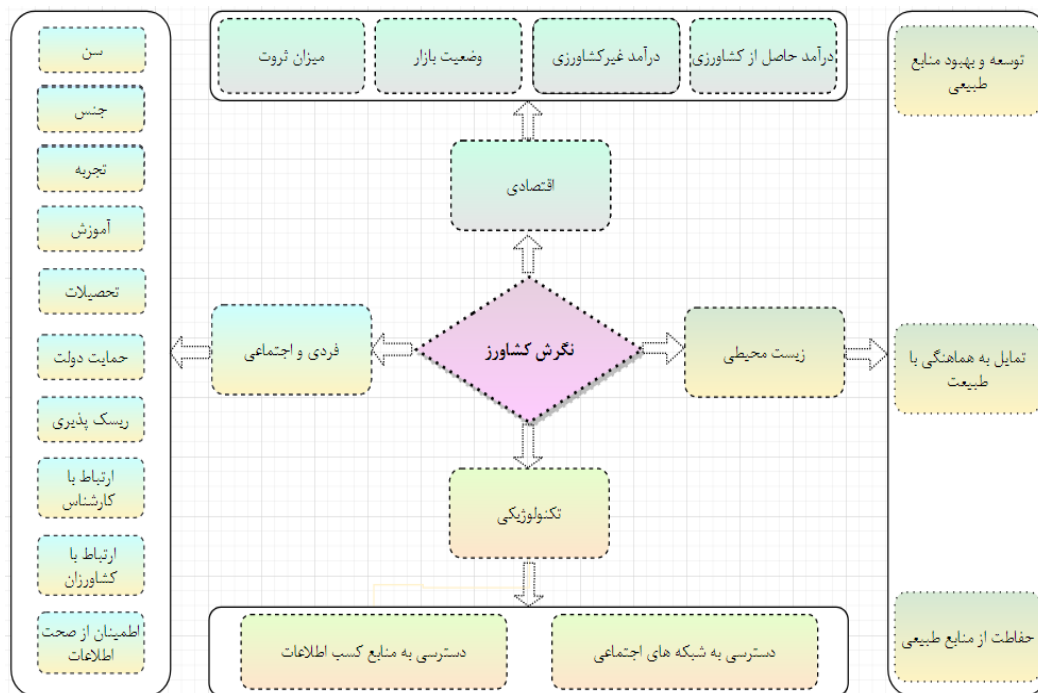 درآمد حاصل از کشاورزی
درآمد غیرکشاورزی
وضعیت بازار
میزان ثروت
اقتصادی
توسعه و بهبود منابع
طبیعی
تمایل به هماهنگی با
طبیعت
حفاطت از منابع طبیعی
زیست محیطی
نگرش کشاورز
فردی و اجتماعی
سن
جنس
تجربه
آموزش
تحصیلات
حمایت دولت
ریسک پذیری
ارتباط با
کارشناس
ارتباط با
کشاورزان
اطمینان از صحت
اطلاعات
تکنولوژیکی
دسترسی به شبکه های اجتماعی
دسترسی به منابع کسب اطلاعات